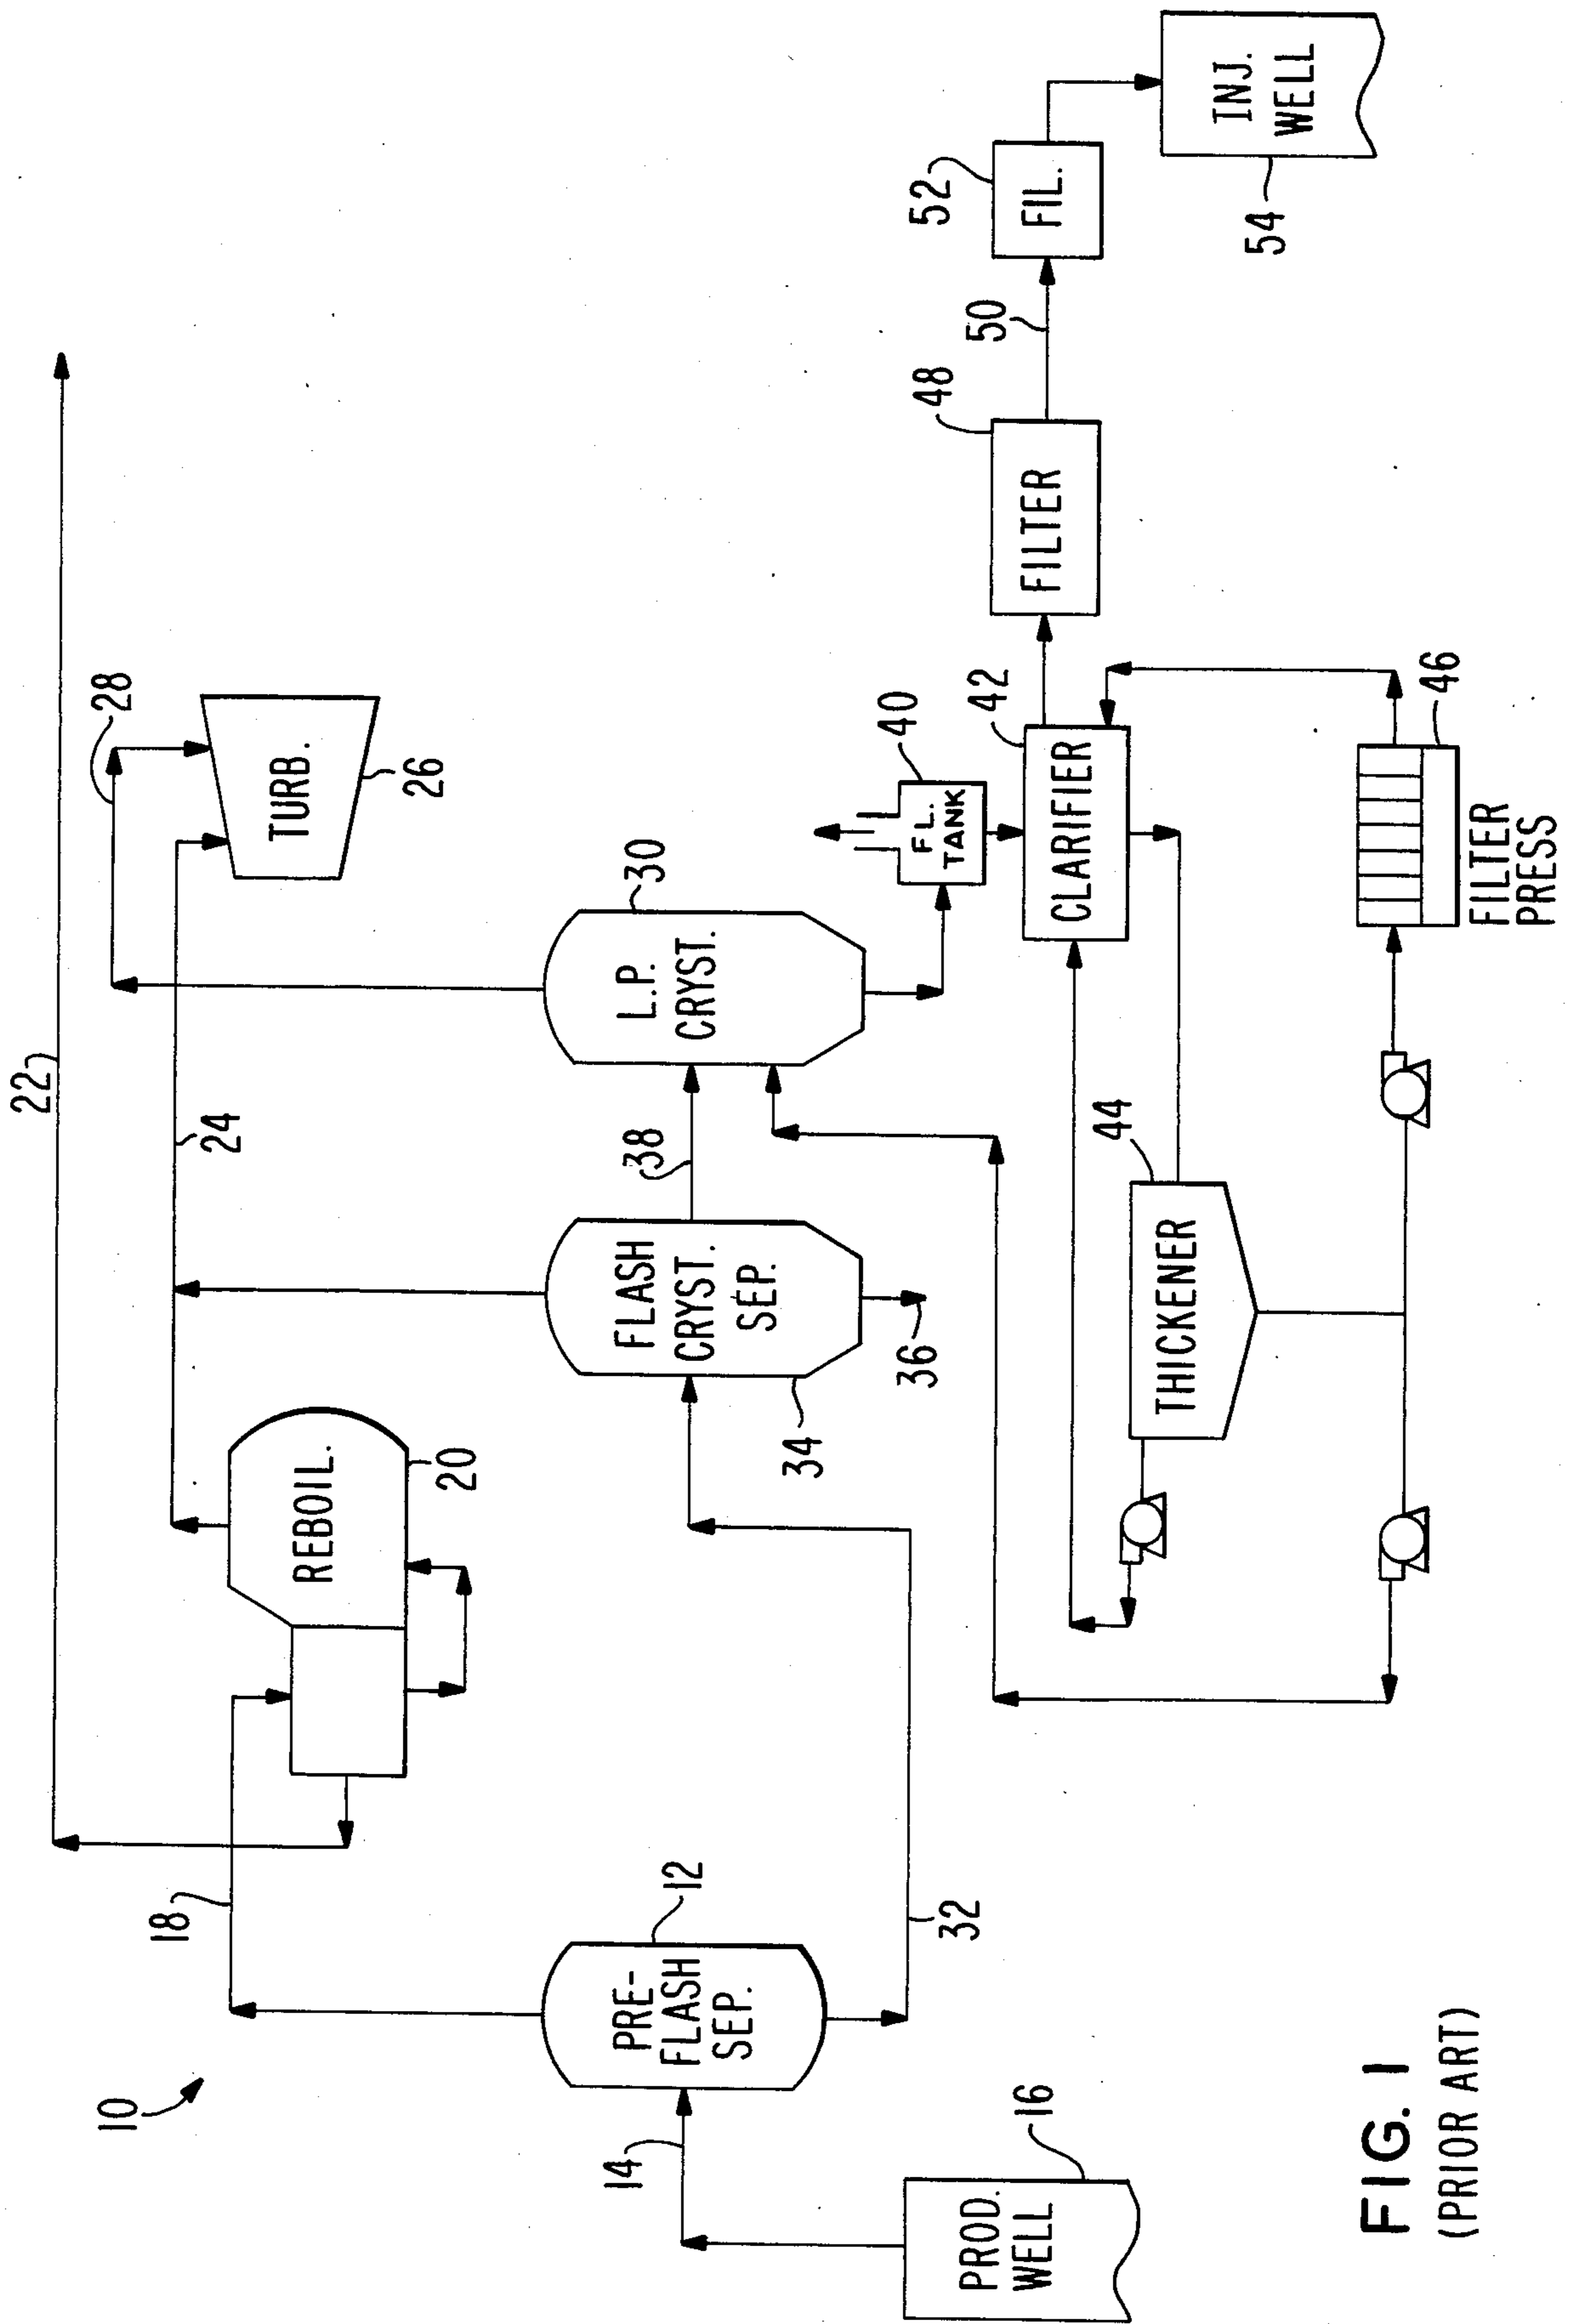 22
28
TURB.
26
24
REBOIL.
20
18
10
30
L.P.
CRYST.
38
FLASH
CRYST.
SEP.
34
36
PRE-
FLASH
SEP.
12
14
32
PROD.
WELL
16
40
FL.
TANK
42
CLARIFIER
48
FILTER
50
52
FIL.
INJ.
WELL
54
44
THICKENER
46
FILTER
PRESS
FIG. 1
(PRIOR ART)